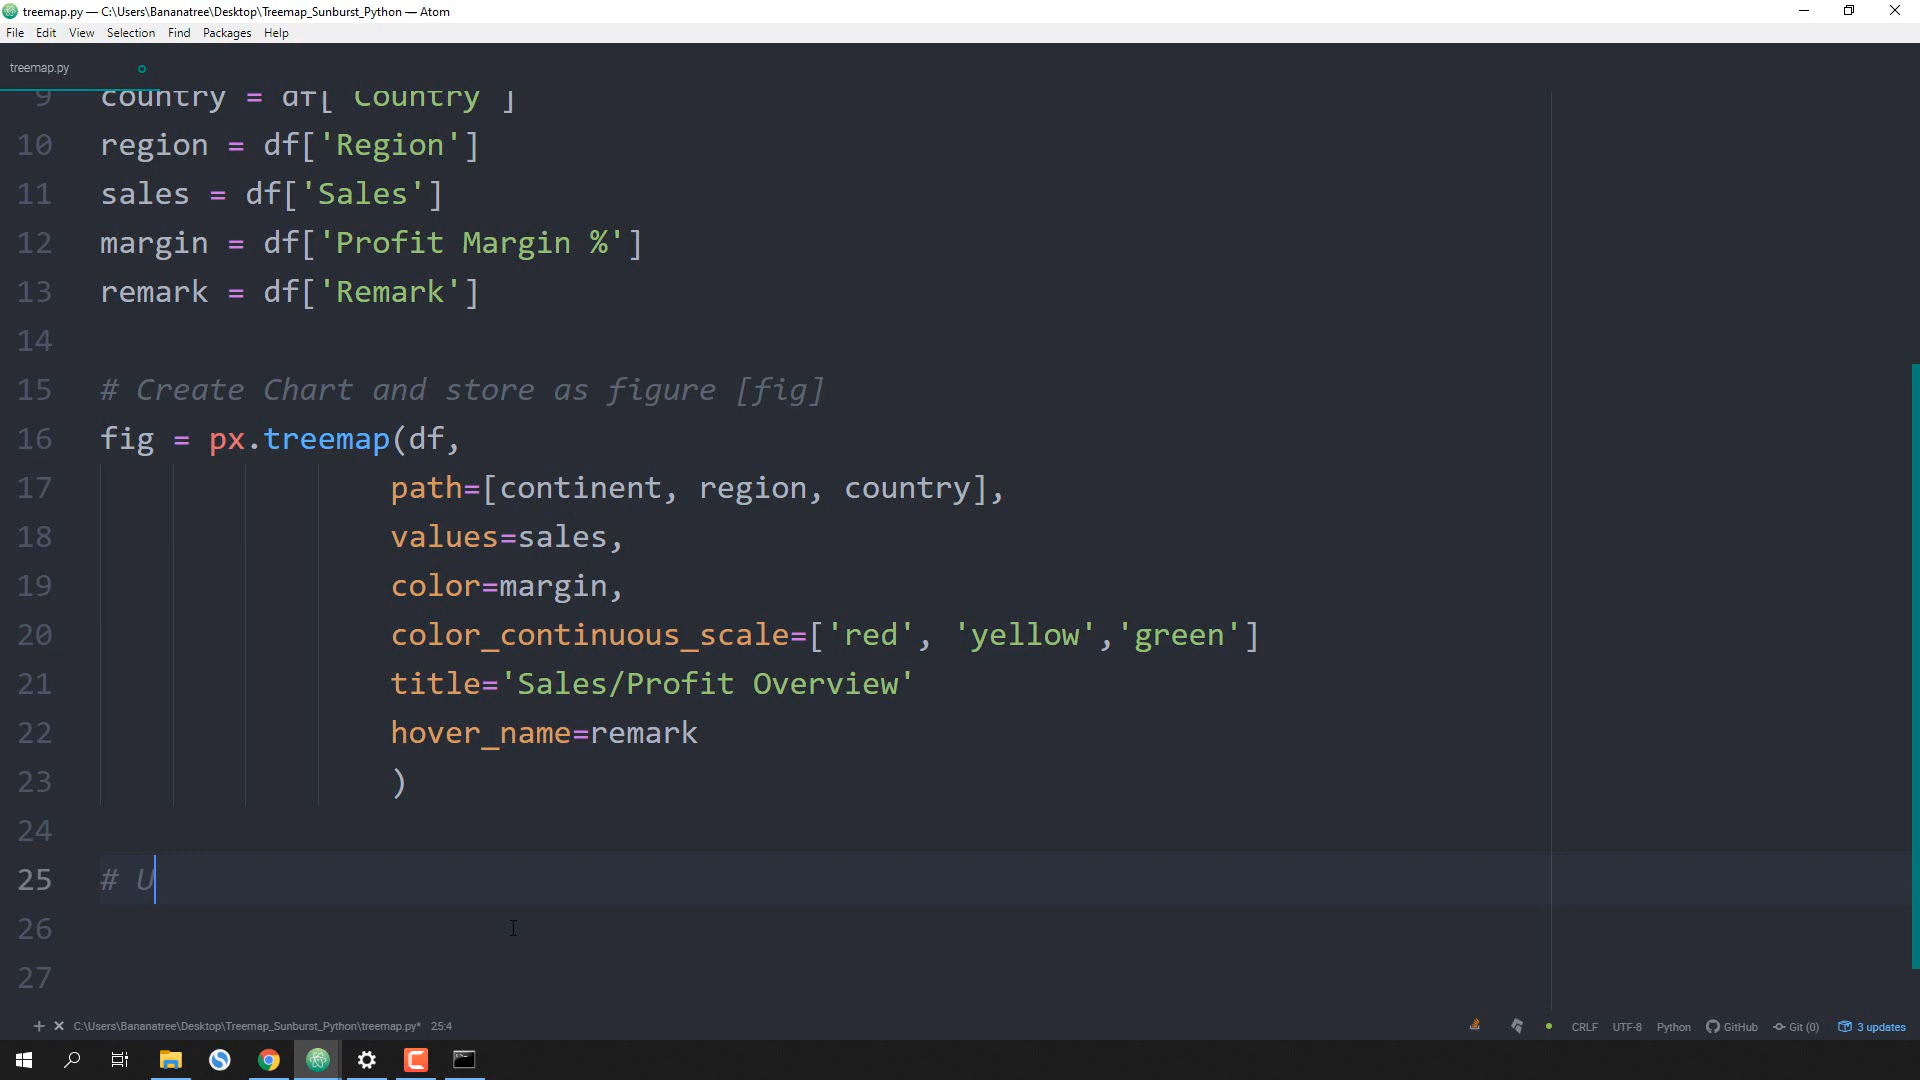 treemap.py — C:\Users\Bananatree\Desktop\Treemap_Sunburst_Python — Atom
File Edit View Selection Find Packages Help
treemap.py
9 country = df['Country']
10 region = df['Region']
11 sales = df['Sales']
12 margin = df['Profit Margin %']
13 remark = df['Remark']
14
15 # Create Chart and store as figure [fig]
16 fig = px.treemap(df,
17 path=[continent, region, country],
18 values=sales,
19 color=margin,
20 color_continuous_scale=['red', 'yellow','green']
21 title='Sales/Profit Overview'
22 hover_name=remark
23 )
24
25 # U
26
27
C:\Users\Bananatree\Desktop\Treemap_Sunburst_Python\treemap.py* 25:4 CRLF UTF-8 Python GitHub Git (0) 3 updates